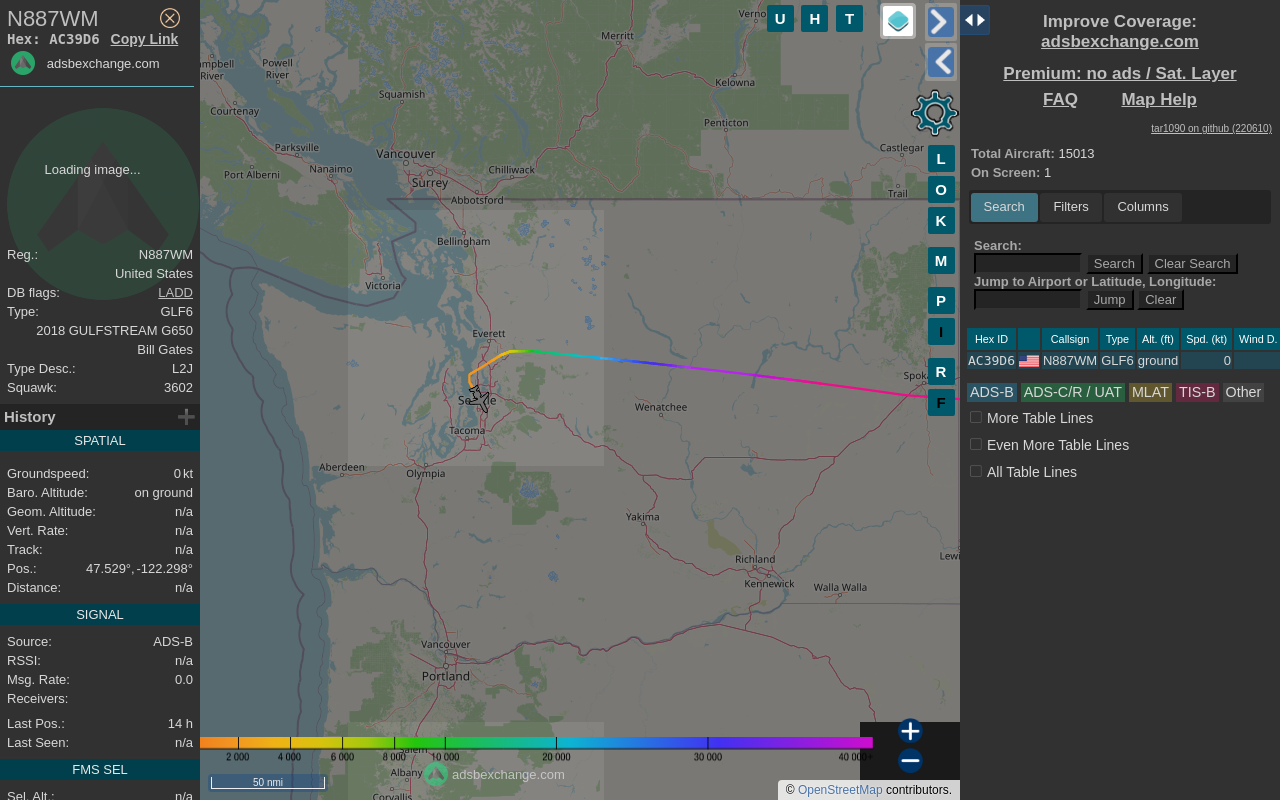 N887WM
Hex: AC39D6 Copy Link
adsbexchange.com
Loading image...
Reg.: N887WM
United States
DB flags: LADD
Type: GLF6
2018 GULFSTREAM G650
Bill Gates
Type Desc.: L2J
Squawk: 3602
History
SPATIAL
Groundspeed: 0 kt
Baro. Altitude: on ground
Geom. Altitude: n/a
Vert. Rate: n/a
Track: n/a
Pos.: 47.529°, -122.298°
Distance: n/a
SIGNAL
Source: ADS-B
RSSI: n/a
Msg. Rate: 0.0
Receivers:
Last Pos.: 14 h
Last Seen: n/a
FMS SEL
Sel. Alt.: n/a
U H T
Merritt
Powell
River
River
Squamish
Kelowna
Courtenay
Penticton
Parksville
Vancouver
Castlegar
Nanaimo
Chilliwack
Port Alberni
Surrey
Trail
Abbotsford
Bellingham
Victoria
Everett
Wenatchee
Tacoma
Aberdeen
Olympia
Yakima
Richland
Kennewick
Walla Walla
Vancouver
Portland
Albany
Corvallis
L
O
K
M
P
I
R
F
2 000 4 000 6 000 8 000 10 000 20 000 30 000 40 000+
50 nmi
adsbexchange.com
© OpenStreetMap contributors.
Improve Coverage:
adsbexchange.com
Premium: no ads / Sat. Layer
FAQ Map Help
tar1090 on github (220610)
Total Aircraft: 15013
On Screen: 1
Search Filters Columns
Search:
Search Clear Search
Jump to Airport or Latitude, Longitude:
Jump Clear
Hex ID Callsign Type Alt. (ft) Spd. (kt) Wind D.
AC39D6 N887WM GLF6 ground 0
ADS-B ADS-C/R / UAT MLAT TIS-B Other
More Table Lines
Even More Table Lines
All Table Lines